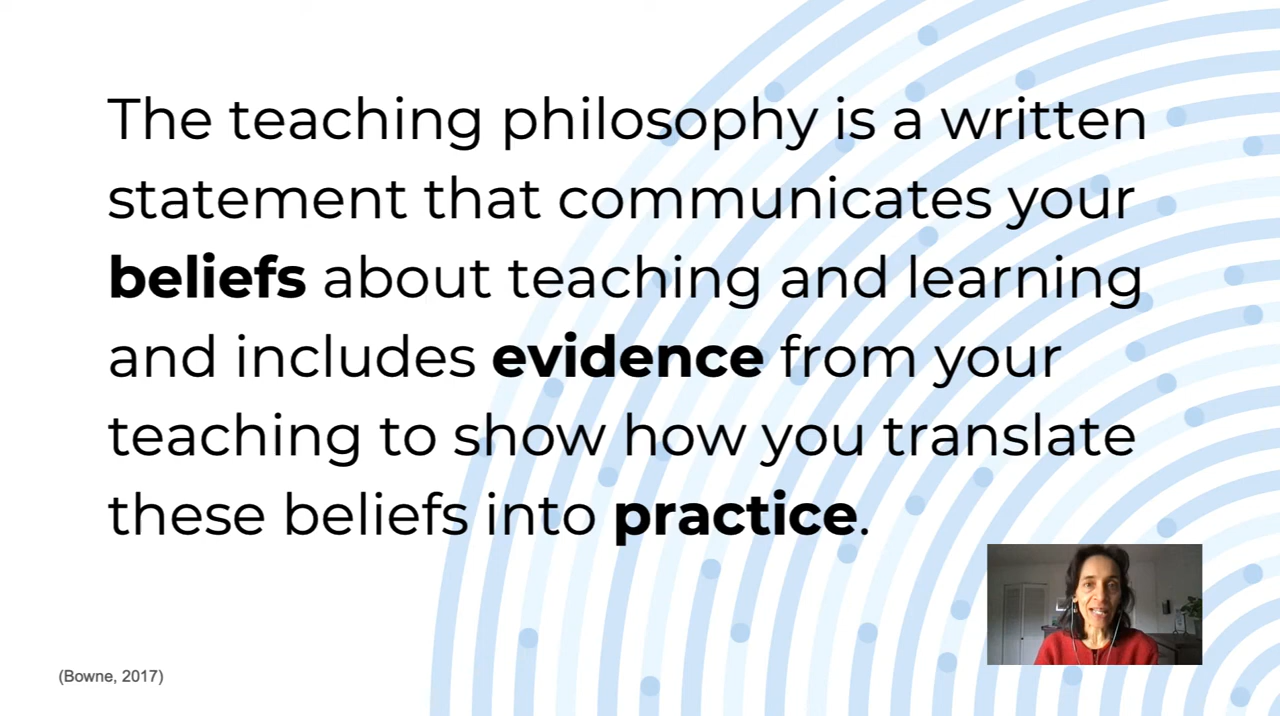 The teaching philosophy is a written
statement that communicates your
beliefs about teaching and learning
and includes evidence from your
teaching to show how you translate
these beliefs into practice.
(Bowne, 2017)